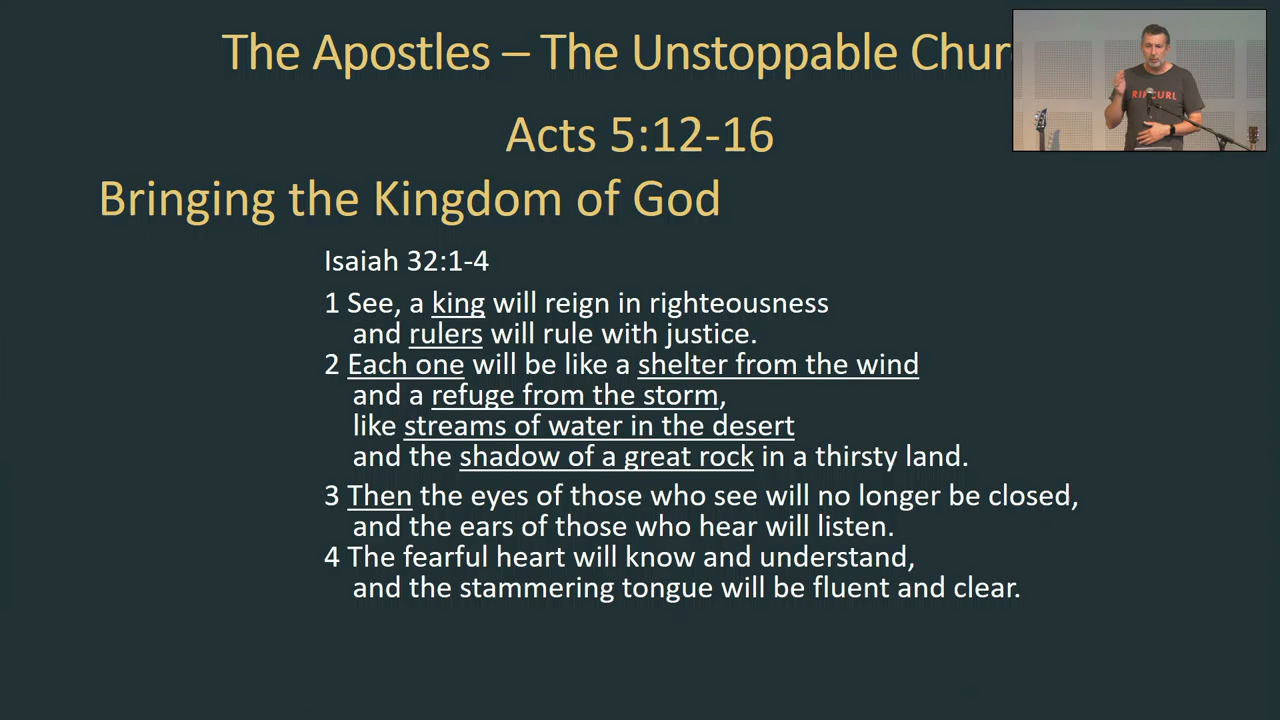 The Apostles – The Unstoppable Chur
Acts 5:12-16
Bringing the Kingdom of God
Isaiah 32:1-4
1 See, a king will reign in righteousness
and rulers will rule with justice.
2 Each one will be like a shelter from the wind
and a refuge from the storm,
like streams of water in the desert
and the shadow of a great rock in a thirsty land.
3 Then the eyes of those who see will no longer be closed,
and the ears of those who hear will listen.
4 The fearful heart will know and understand,
and the stammering tongue will be fluent and clear.
RIP CURL